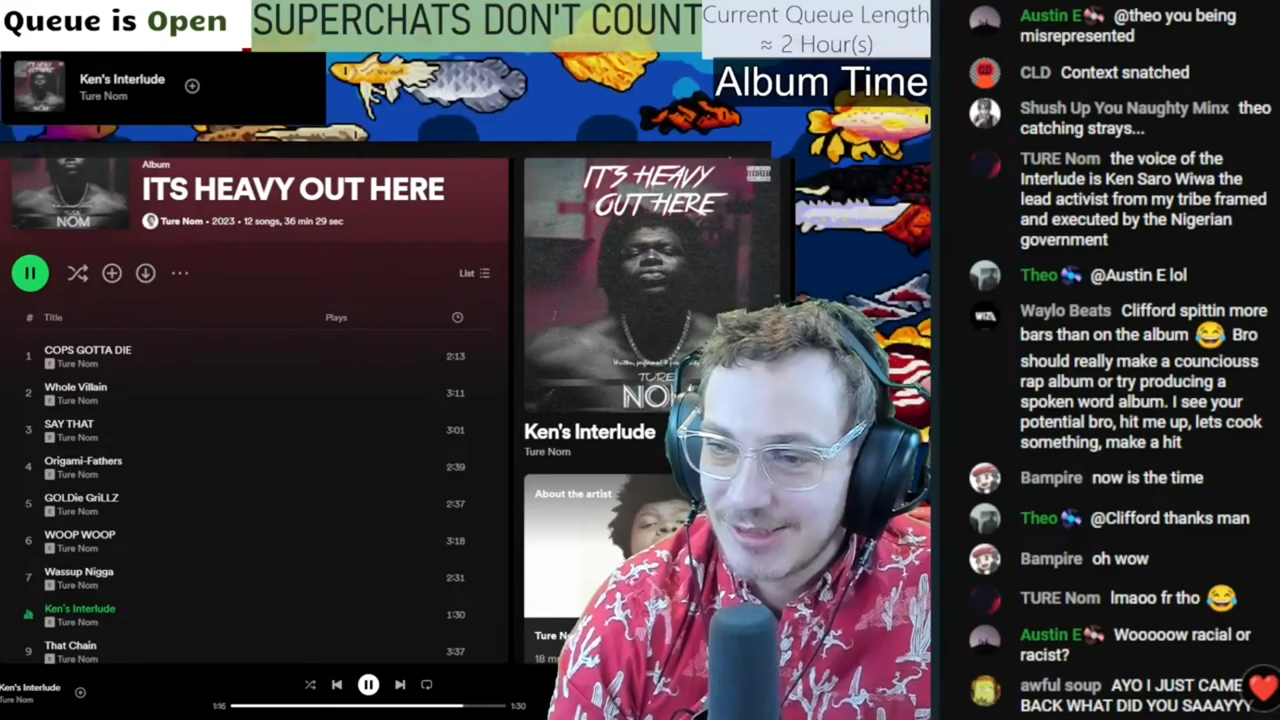 Queue is Open
SUPERCHATS DON'T COUNT
Current Queue Length
≈ 2 Hour(s)
Album Time
Ken's Interlude
Ture Nom
Album
ITS HEAVY OUT HERE
Ture Nom • 2023 • 12 songs, 36 min 29 sec
NOM
List
# Title Plays
1 COPS GOTTA DIE 2:13
E Ture Nom
2 Whole Villain 3:11
E Ture Nom
3 SAY THAT 3:01
E Ture Nom
4 Origami-Fathers 2:39
E Ture Nom
5 GOLDie GriLLZ 2:37
E Ture Nom
6 WOOP WOOP 3:18
E Ture Nom
7 Wassup Nigga 2:31
E Ture Nom
Ken's Interlude 1:30
E Ture Nom
9 That Chain 3:37
E Ture Nom
IT'S HEAVY
OUT HERE
TURE
NOM
Ken's Interlude
Ture Nom
About the artist
Ture N
18 m
Ken's Interlude
Ture Nom
1:16 1:30
Austin E @theo you being
misrepresented
CLD Context snatched
Shush Up You Naughty Minx theo
catching strays...
TURE Nom the voice of the
Interlude is Ken Saro Wiwa the
lead activist from my tribe framed
and executed by the Nigerian
government
Theo @Austin E lol
Waylo Beats Clifford spittin more
bars than on the album 😂 Bro
should really make a counciouss
rap album or try producing a
spoken word album. I see your
potential bro, hit me up, lets cook
something, make a hit
Bampire now is the time
Theo @Clifford thanks man
Bampire oh wow
TURE Nom lmaoo fr tho 😂
Austin E Wooooow racial or
racist?
awful soup AYO I JUST CAME
BACK WHAT DID YOU SAAAYYY